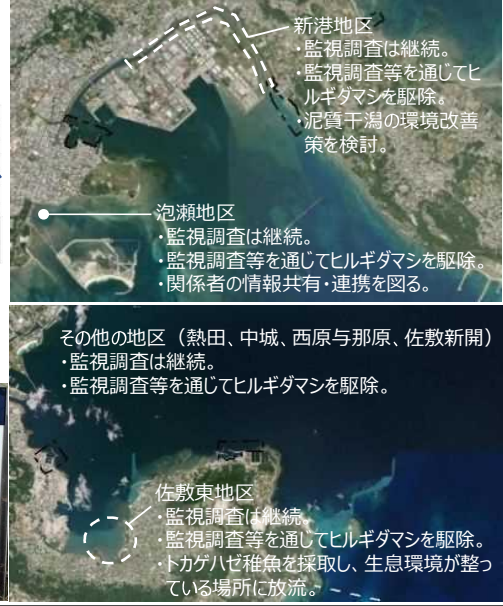 新港地区
・監視調査は継続。
・監視調査等を通じてヒ
ルギダマシを駆除。
・泥質干潟の環境改善
策を検討。
泡瀬地区
・監視調査は継続。
・監視調査等を通じてヒルギダマシを駆除。
・関係者の情報共有・連携を図る。
その他の地区（熱田、中城、西原与那原、佐敷新開）
・監視調査は継続。
・監視調査等を通じてヒルギダマシを駆除。
佐敷東地区
・監視調査は継続。
・監視調査等を通じてヒルギダマシを駆除。
・トカゲハゼ稚魚を採取し、生息環境が整っ
ている場所に放流。